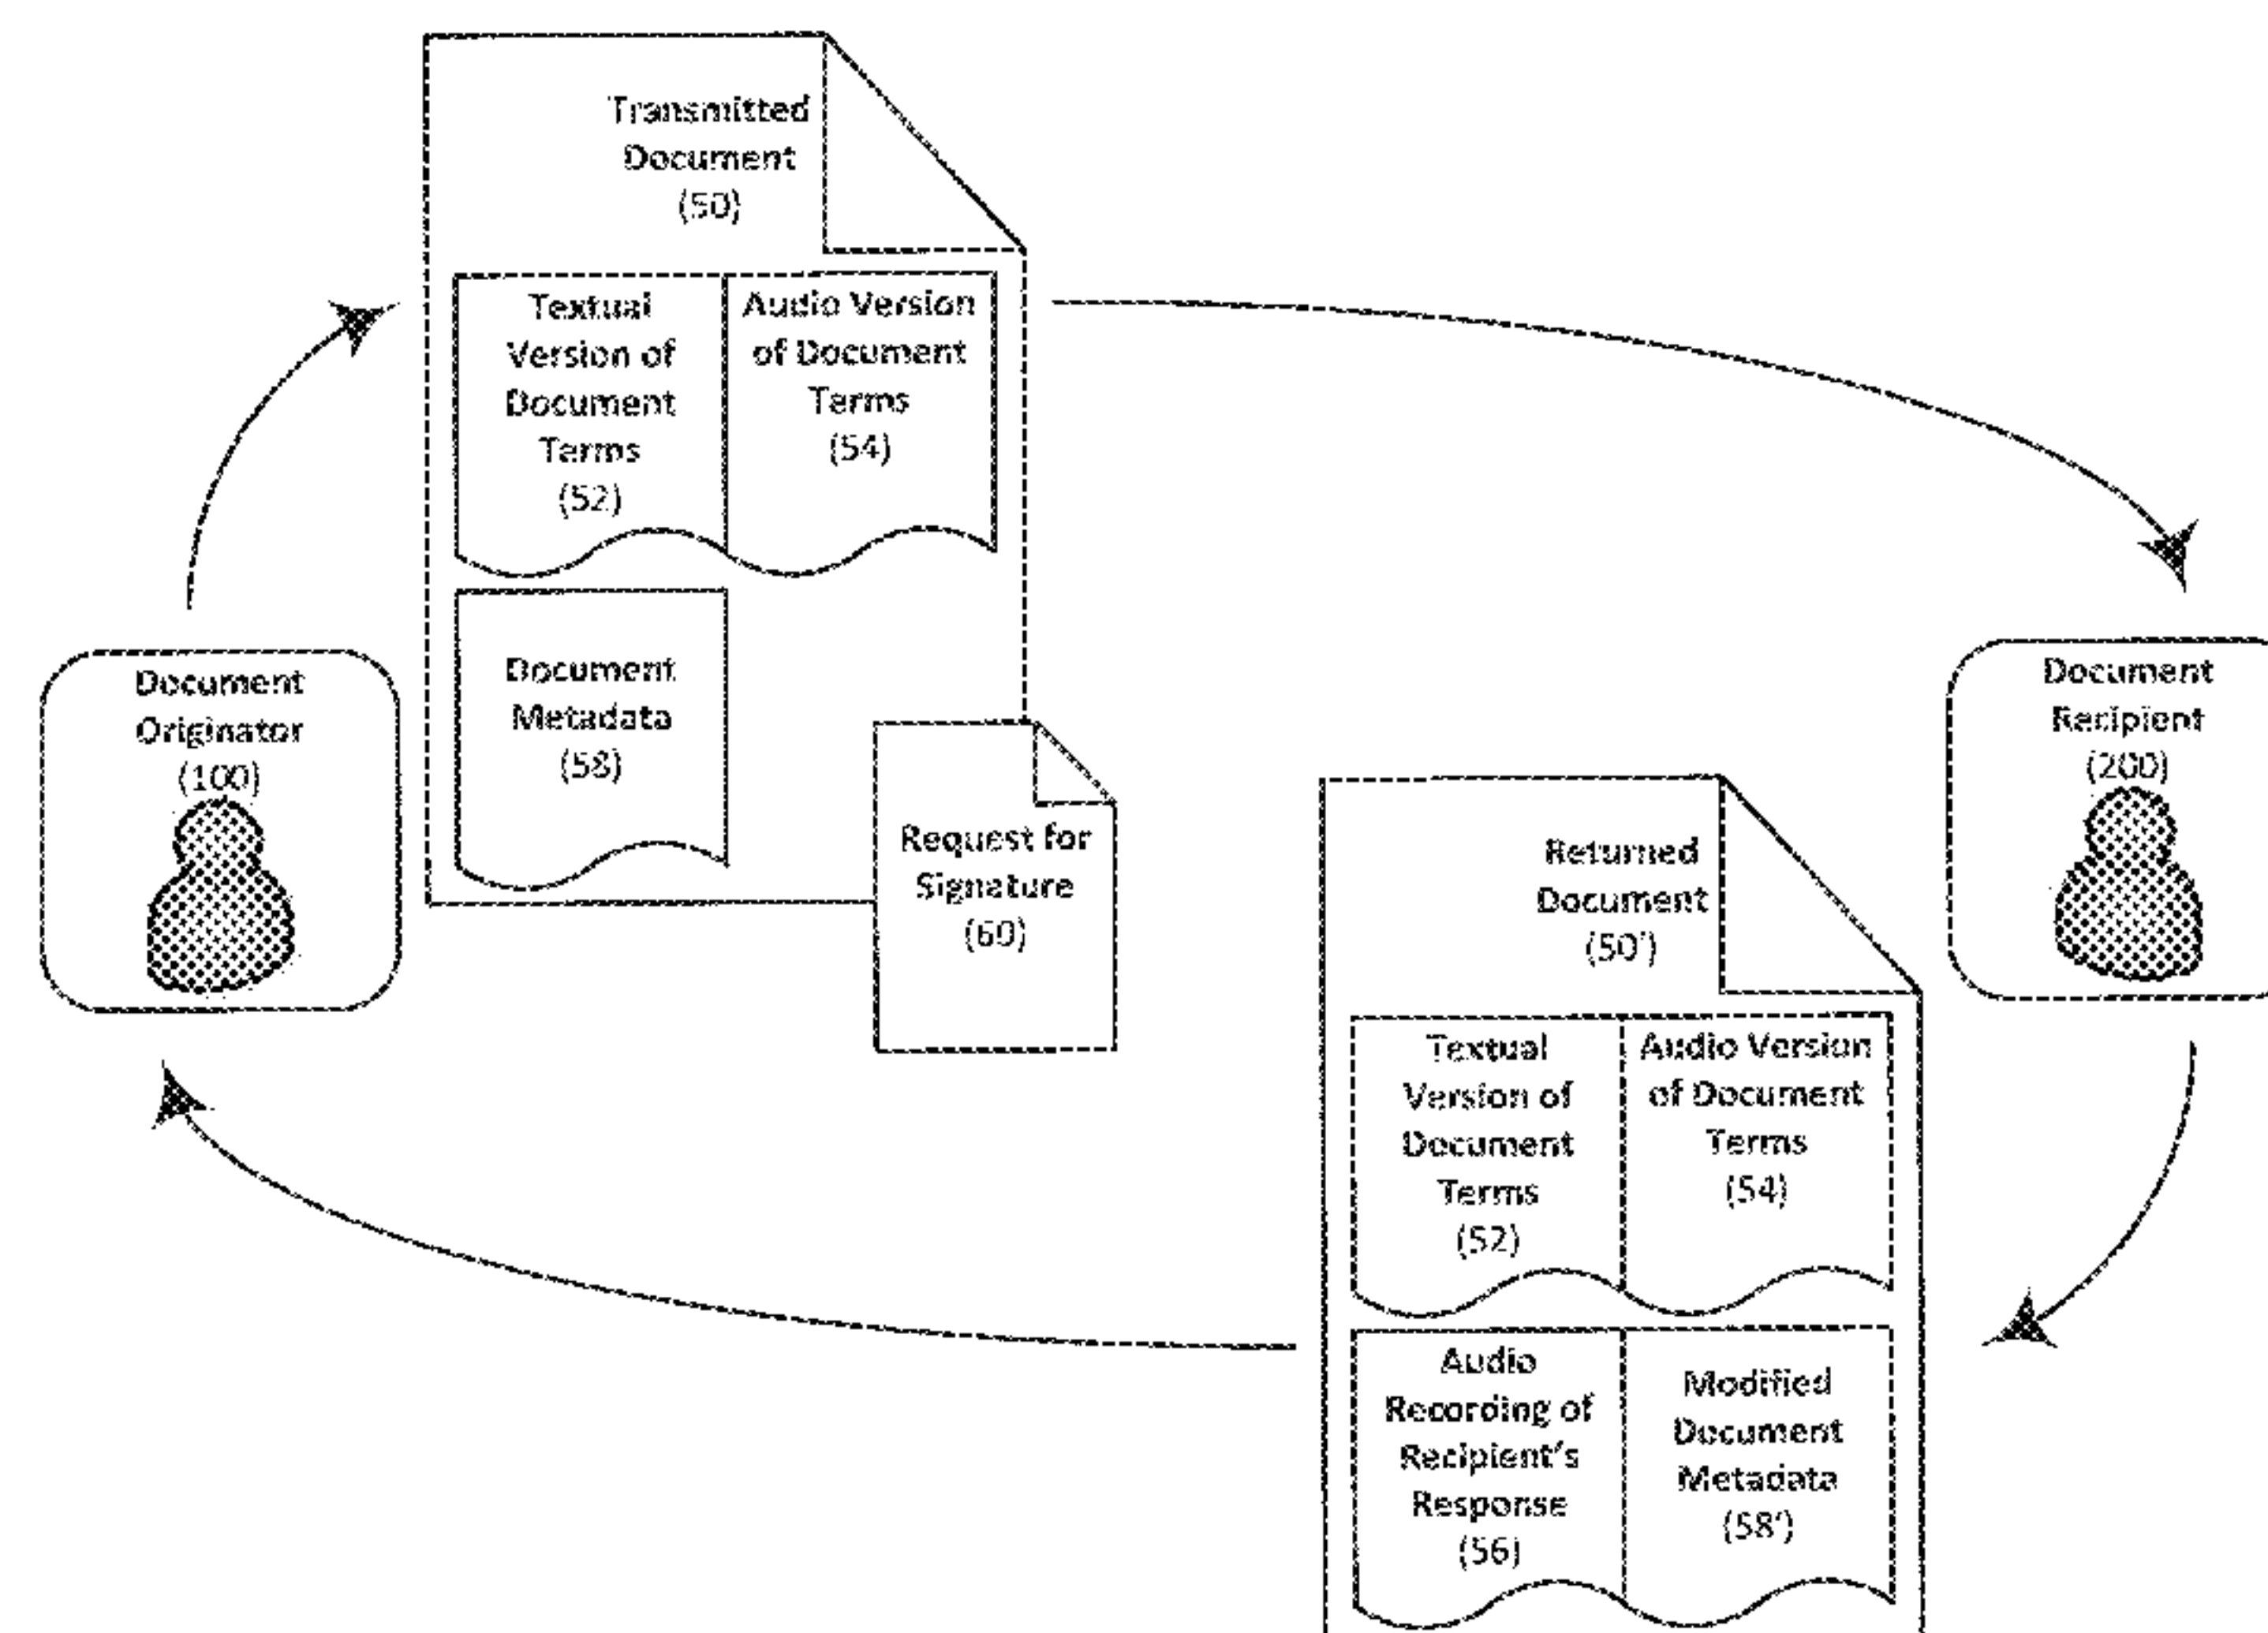 Transmitted
Document
(50)
Textual
Version of
Document
Terms
(52)
Audio Version
of Document
Terms
(54)
Document
Metadata
(58)
Request for
Signature
(60)
Document
Originator
(100)
Document
Recipient
(200)
Returned
Document
(50')
Textual
Version of
Document
Terms
(52)
Audio Version
of Document
Terms
(54)
Audio
Recording of
Recipient's
Response
(56)
Modified
Document
Metadata
(58')